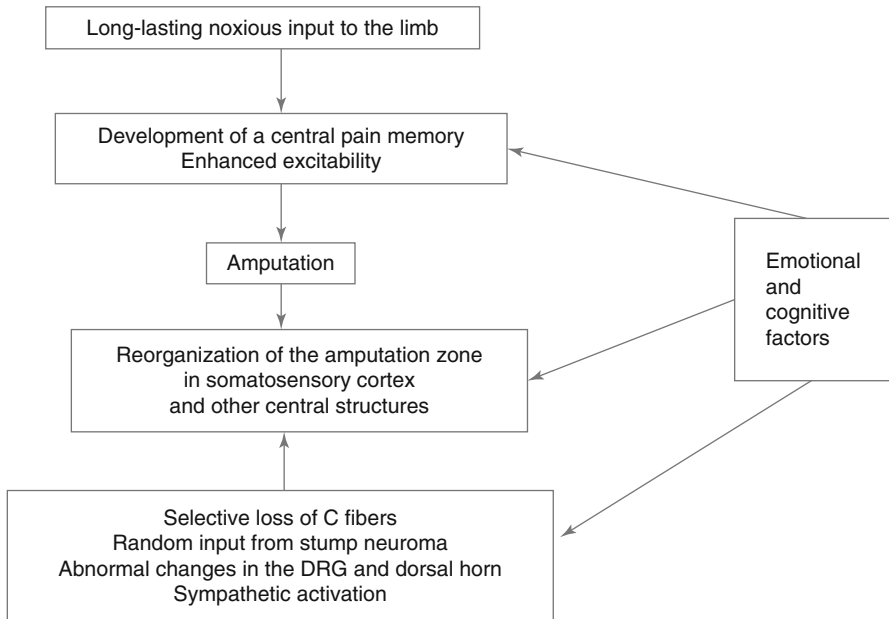 Long-lasting noxious input to the limb
Development of a central pain memory
Enhanced excitability
Amputation
Emotional
and
cognitive
factors
Reorganization of the amputation zone
in somatosensory cortex
and other central structures
Selective loss of C fibers
Random input from stump neuroma
Abnormal changes in the DRG and dorsal horn
Sympathetic activation